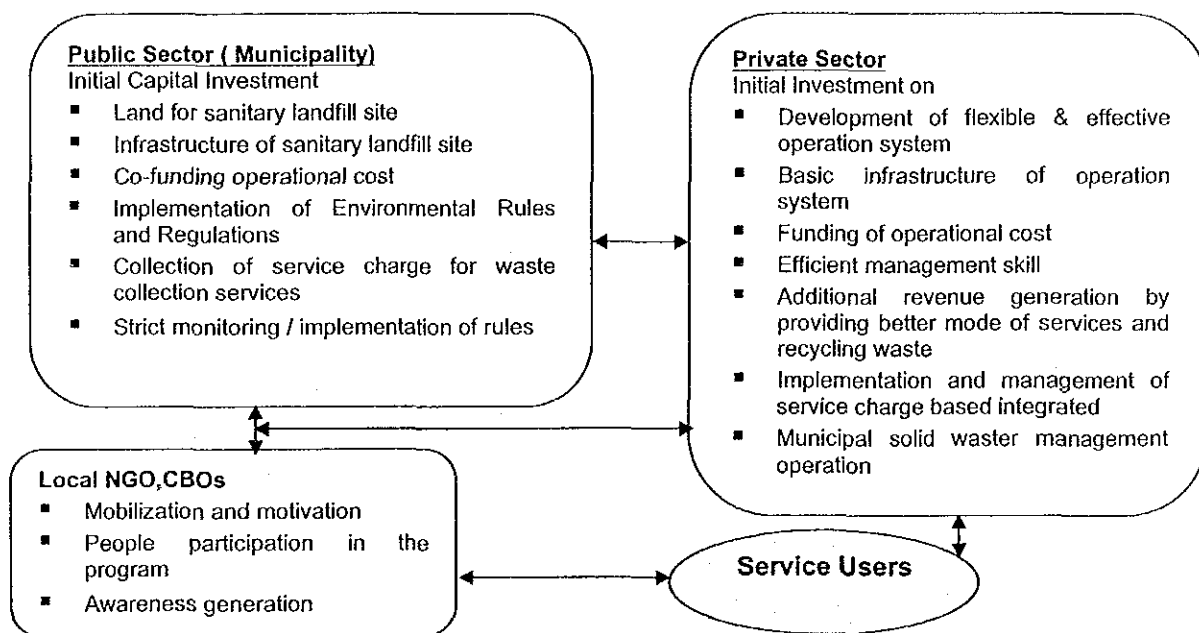 Public Sector ( Municipality)
Initial Capital Investment
▪ Land for sanitary landfill site
▪ Infrastructure of sanitary landfill site
▪ Co-funding operational cost
▪ Implementation of Environmental Rules
and Regulations
▪ Collection of service charge for waste
collection services
▪ Strict monitoring / implementation of rules
Private Sector
Initial Investment on
▪ Development of flexible & effective
operation system
▪ Basic infrastructure of operation
system
▪ Funding of operational cost
▪ Efficient management skill
▪ Additional revenue generation by
providing better mode of services and
recycling waste
▪ Implementation and management of
service charge based integrated
▪ Municipal solid waster management
operation
Local NGO,CBOs
▪ Mobilization and motivation
▪ People participation in the
program
▪ Awareness generation
Service Users